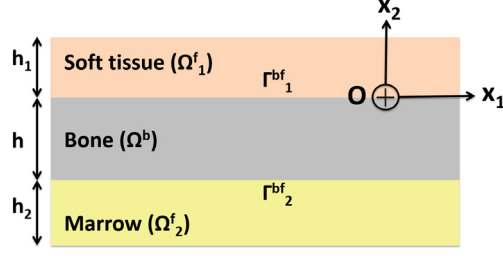 x₂
h₁
Soft tissue (Ωᶠ₁)
Γᵇᶠ₁
O
x₁
h
Bone (Ωᵇ)
Γᵇᶠ₂
h₂
Marrow (Ωᶠ₂)